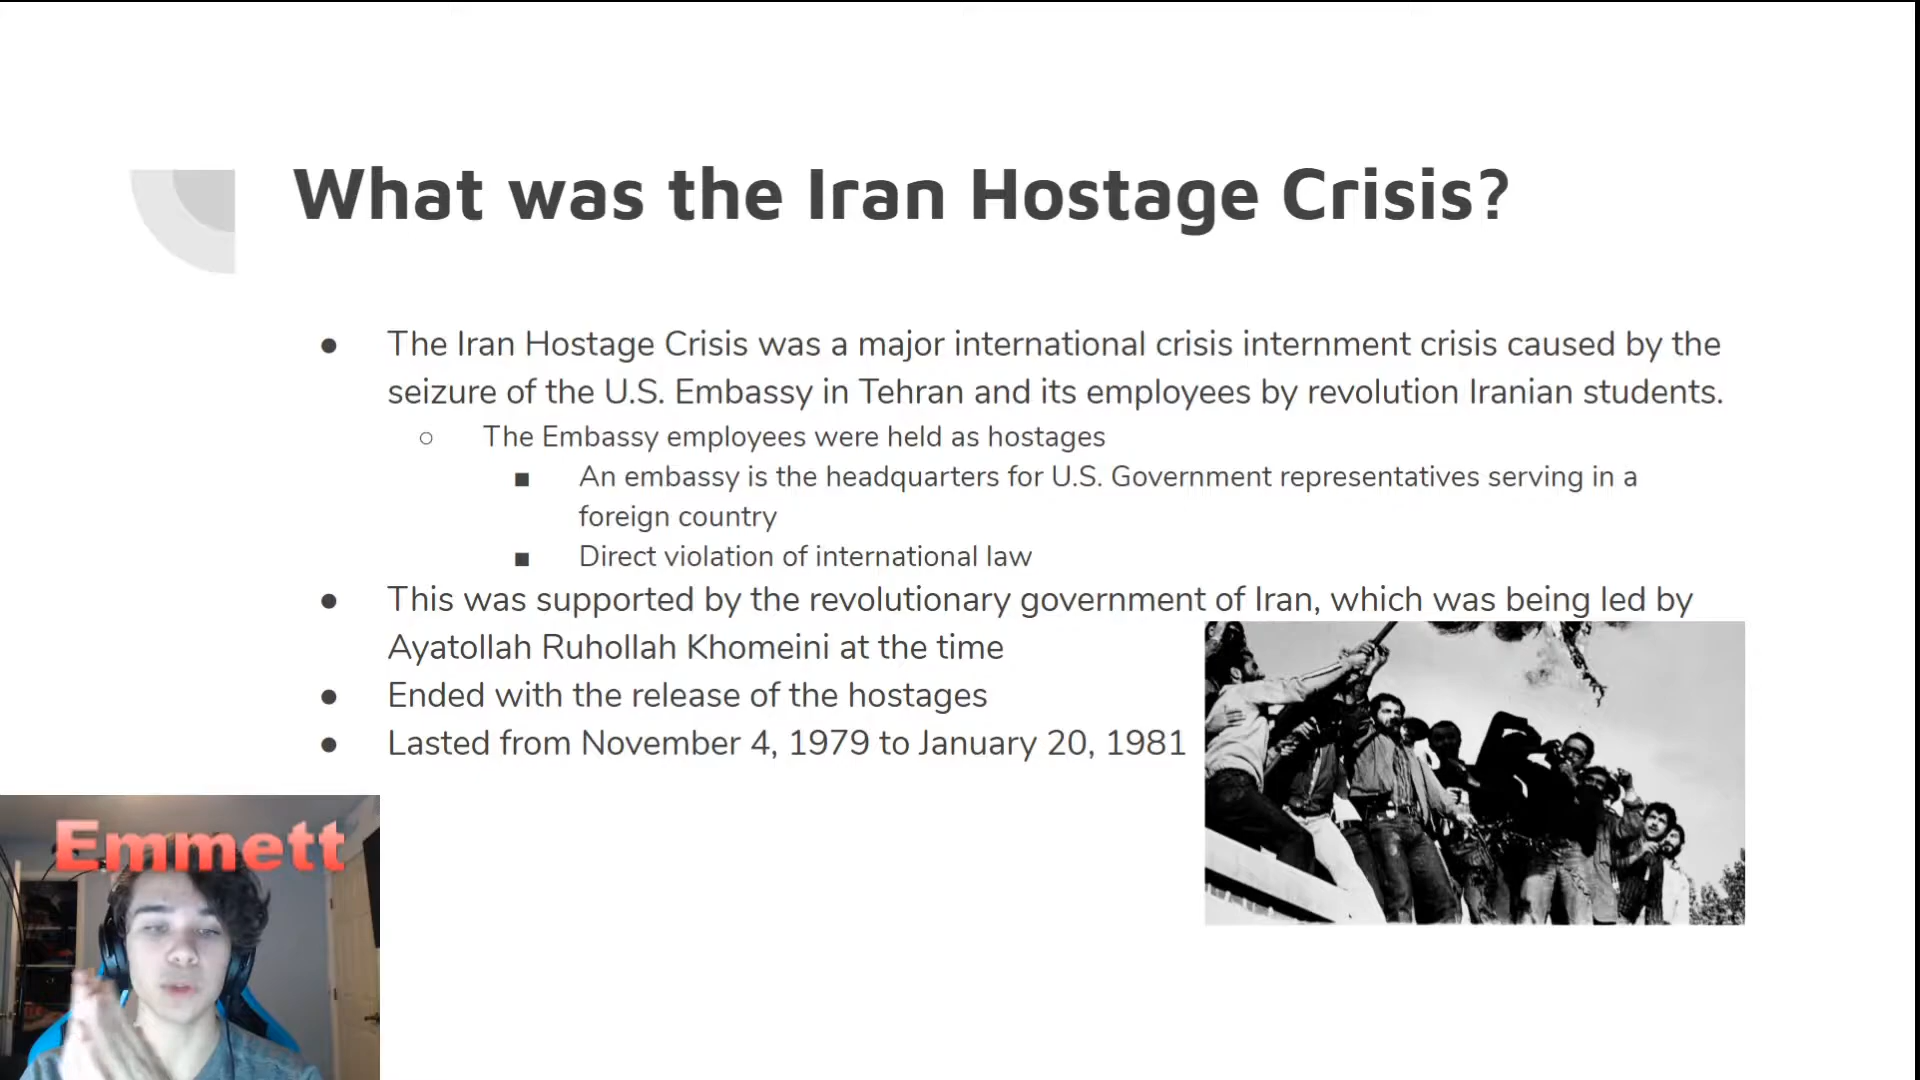 What was the Iran Hostage Crisis?
● The Iran Hostage Crisis was a major international crisis internment crisis caused by the
seizure of the U.S. Embassy in Tehran and its employees by revolution Iranian students.
○ The Embassy employees were held as hostages
■ An embassy is the headquarters for U.S. Government representatives serving in a
foreign country
■ Direct violation of international law
● This was supported by the revolutionary government of Iran, which was being led by
Ayatollah Ruhollah Khomeini at the time
● Ended with the release of the hostages
● Lasted from November 4, 1979 to January 20, 1981
Emmett